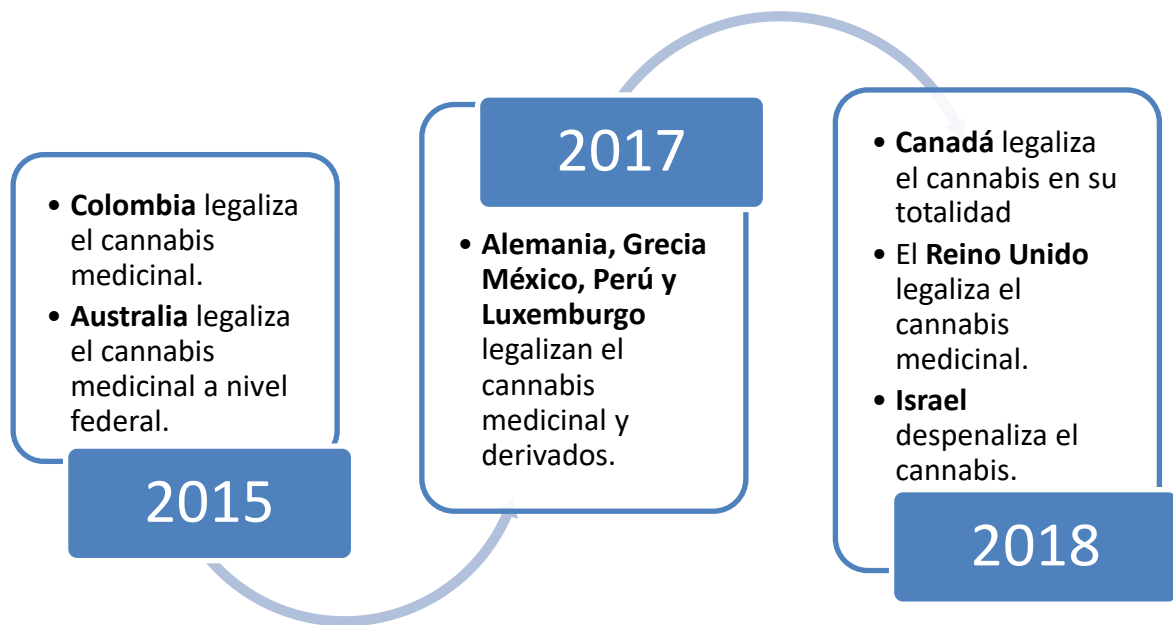 • Colombia legaliza
el cannabis
medicinal.
• Australia legaliza
el cannabis
medicinal a nivel
federal.
2015
2017
• Alemania, Grecia
México, Perú y
Luxemburgo
legalizan el
cannabis
medicinal y
derivados.
• Canadá legaliza
el cannabis en su
totalidad
• El Reino Unido
legaliza el
cannabis
medicinal.
• Israel
despenaliza el
cannabis.
2018